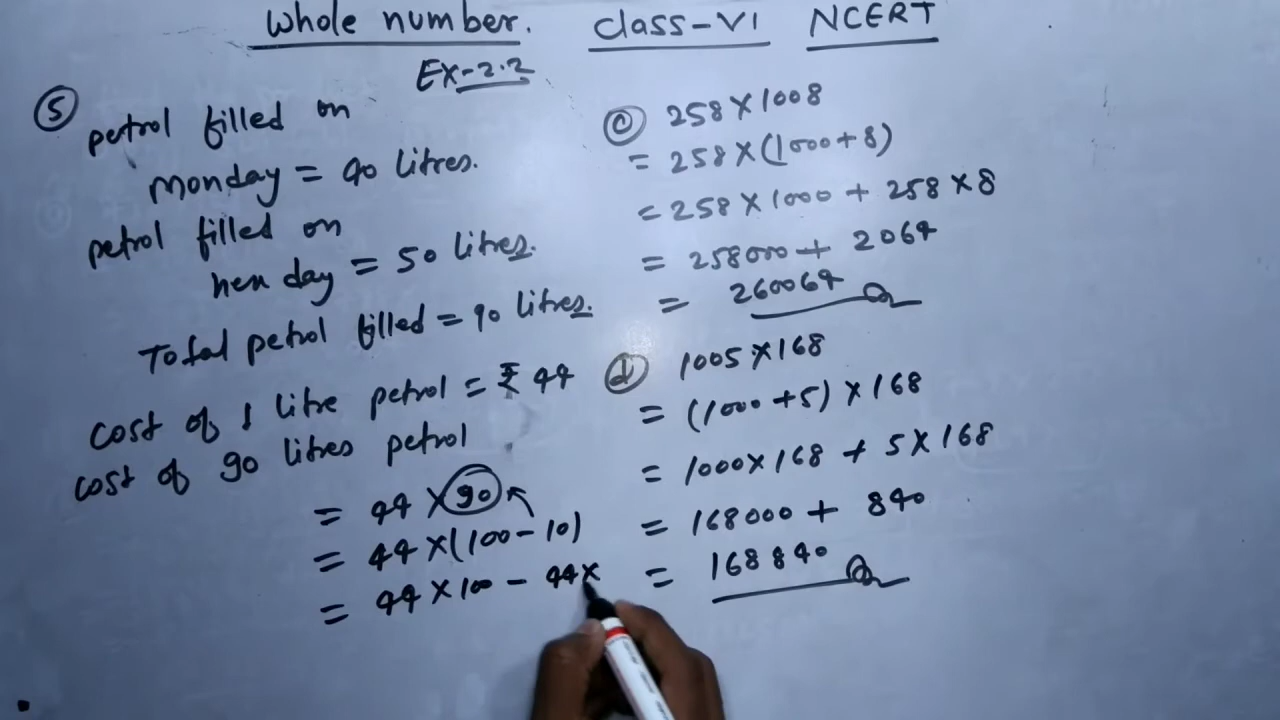 Whole number. Class-VI NCERT
Ex-2.2
5 petrol filled on
monday = 40 litres.
petrol filled on
nex day = 50 litres.
Total petrol filled = 90 litres.
cost of 1 litre petrol = ₹ 44
cost of 90 litres petrol
= 44 × 90
= 44 × (100 - 10)
= 44 × 100 - 44 ×
c 258 × 1008
= 258 × (1000 + 8)
= 258 × 1000 + 258 × 8
= 258000 + 2064
= 260064
d 1005 × 168
= (1000 + 5) × 168
= 1000 × 168 + 5 × 168
= 168000 + 840
= 168840